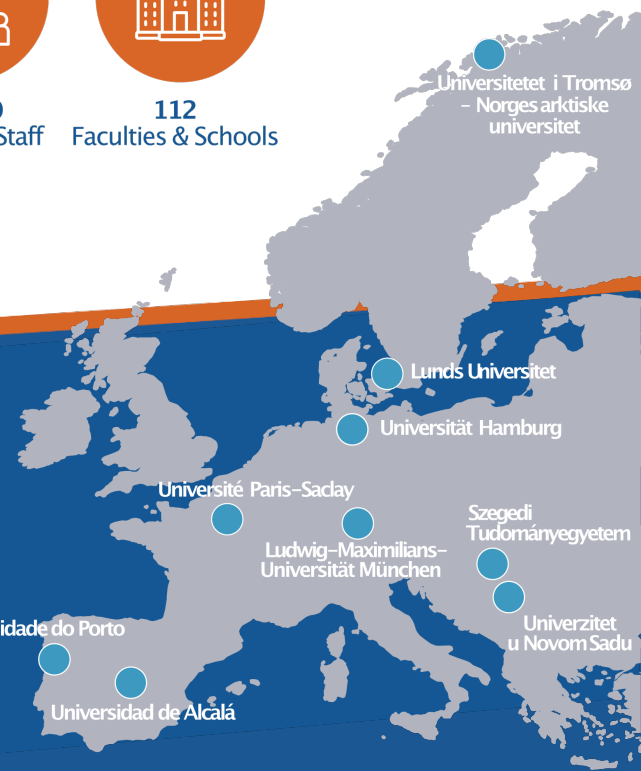 112
Staff
Faculties & Schools
Universitetet i Tromsø
– Norges arktiske
universitet
Lunds Universitet
Universität Hamburg
Université Paris-Saclay
Szegedi
Tudományegyetem
Ludwig-Maximilians-
Universität München
Univerzitet
u Novom Sadu
idade do Porto
Universidad de Alcalá